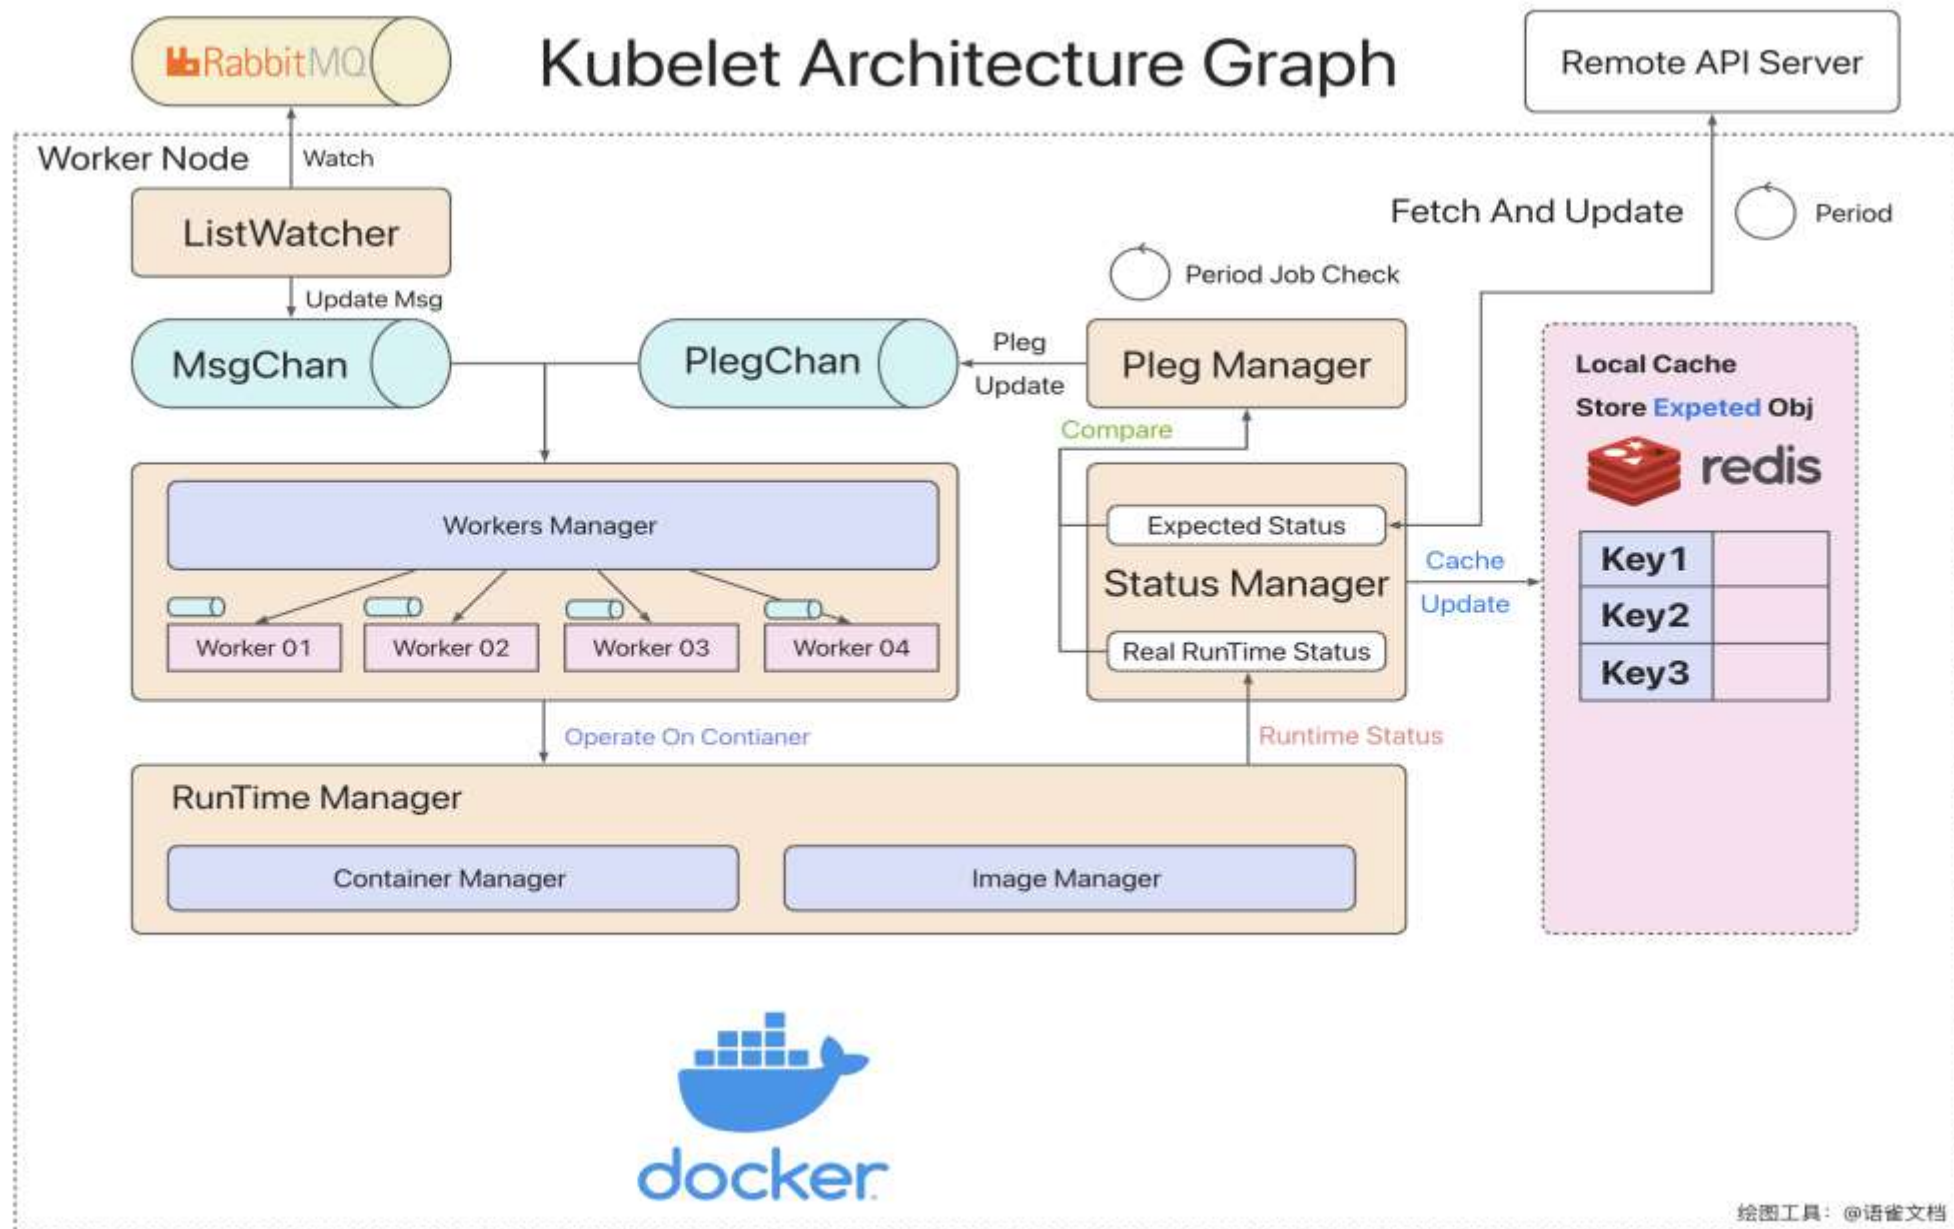 RabbitMQ
Kubelet Architecture Graph
Remote API Server
Worker Node
Watch
ListWatcher
Fetch And Update
Period
Period Job Check
Update Msg
MsgChan
PlegChan
Pleg
Update
Pleg Manager
Compare
Local Cache
Store Expeted Obj
redis
Workers Manager
Worker 01
Worker 02
Worker 03
Worker 04
Expected Status
Status Manager
Real RunTime Status
Cache
Update
Key1
Key2
Key3
Operate On Contianer
Runtime Status
RunTime Manager
Container Manager
Image Manager
docker
绘图工具：@语雀文档